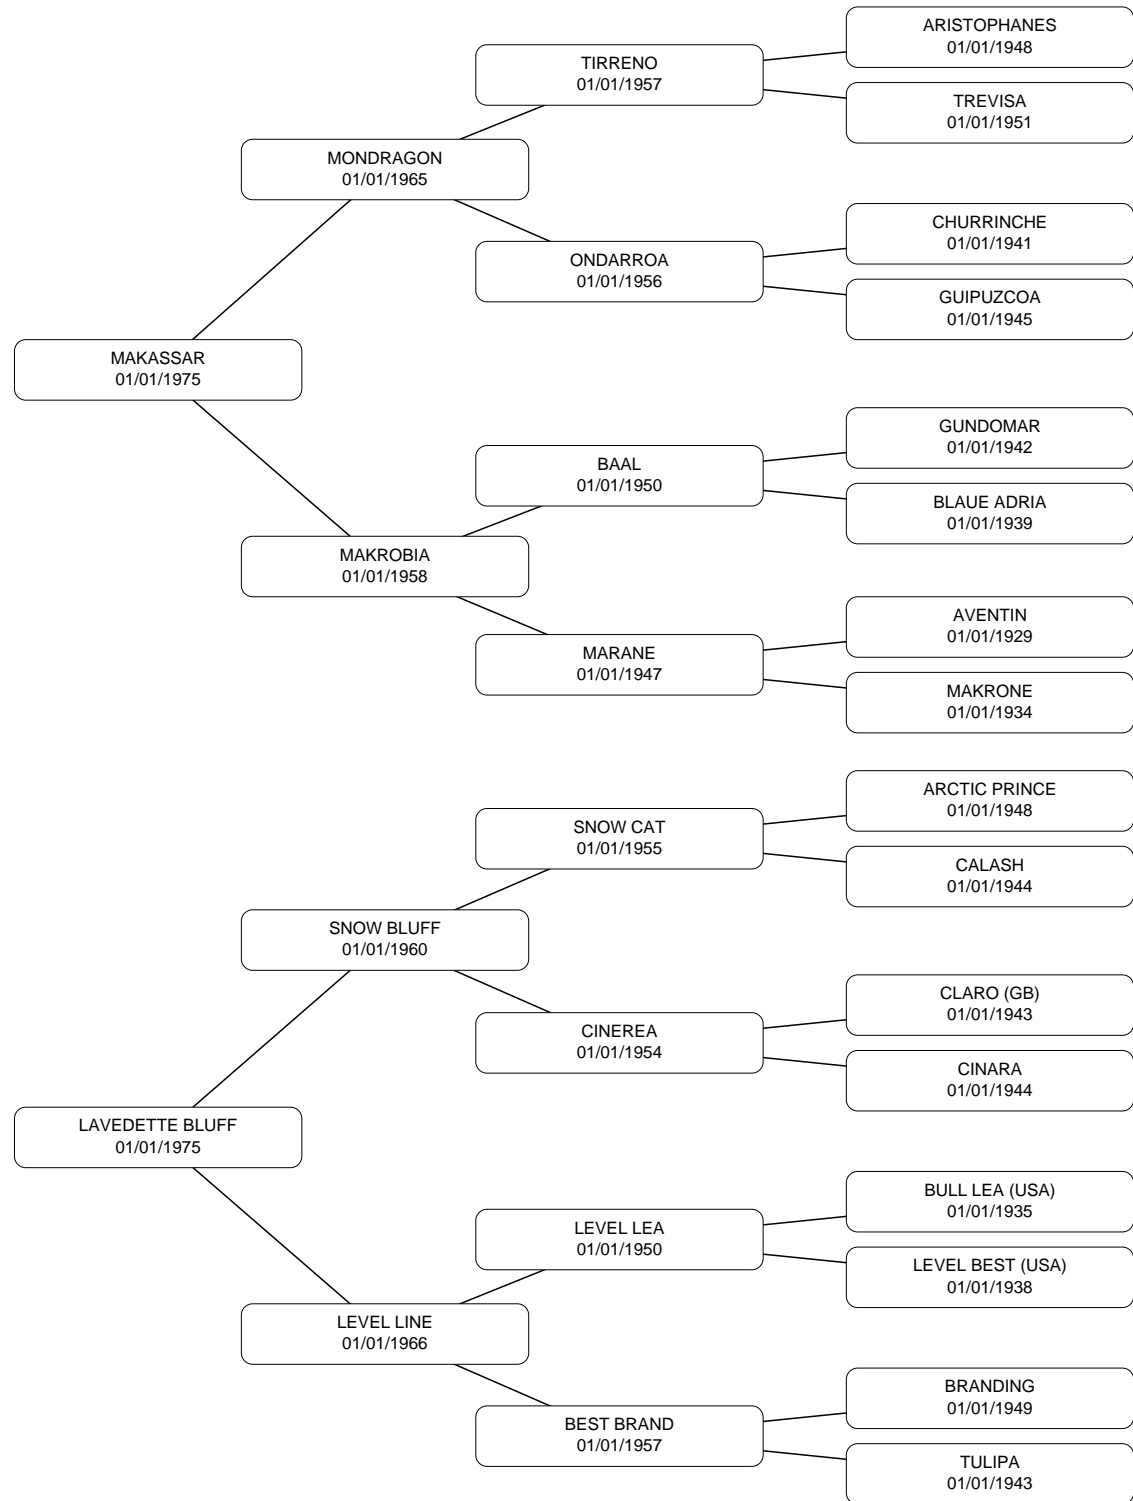 ARISTOPHANES
01/01/1948
TIRRENO
01/01/1957
TREVISA
01/01/1951
MONDRAGON
01/01/1965
CHURRINCHE
01/01/1941
ONDARROA
01/01/1956
GUIPUZCOA
01/01/1945
MAKASSAR
01/01/1975
GUNDOMAR
01/01/1942
BAAL
01/01/1950
BLAUE ADRIA
01/01/1939
MAKROBIA
01/01/1958
AVENTIN
01/01/1929
MARANE
01/01/1947
MAKRONE
01/01/1934
ARCTIC PRINCE
01/01/1948
SNOW CAT
01/01/1955
CALASH
01/01/1944
SNOW BLUFF
01/01/1960
CLARO (GB)
01/01/1943
CINEREA
01/01/1954
CINARA
01/01/1944
LAVEDETTE BLUFF
01/01/1975
BULL LEA (USA)
01/01/1935
LEVEL LEA
01/01/1950
LEVEL BEST (USA)
01/01/1938
LEVEL LINE
01/01/1966
BRANDING
01/01/1949
BEST BRAND
01/01/1957
TULIPA
01/01/1943